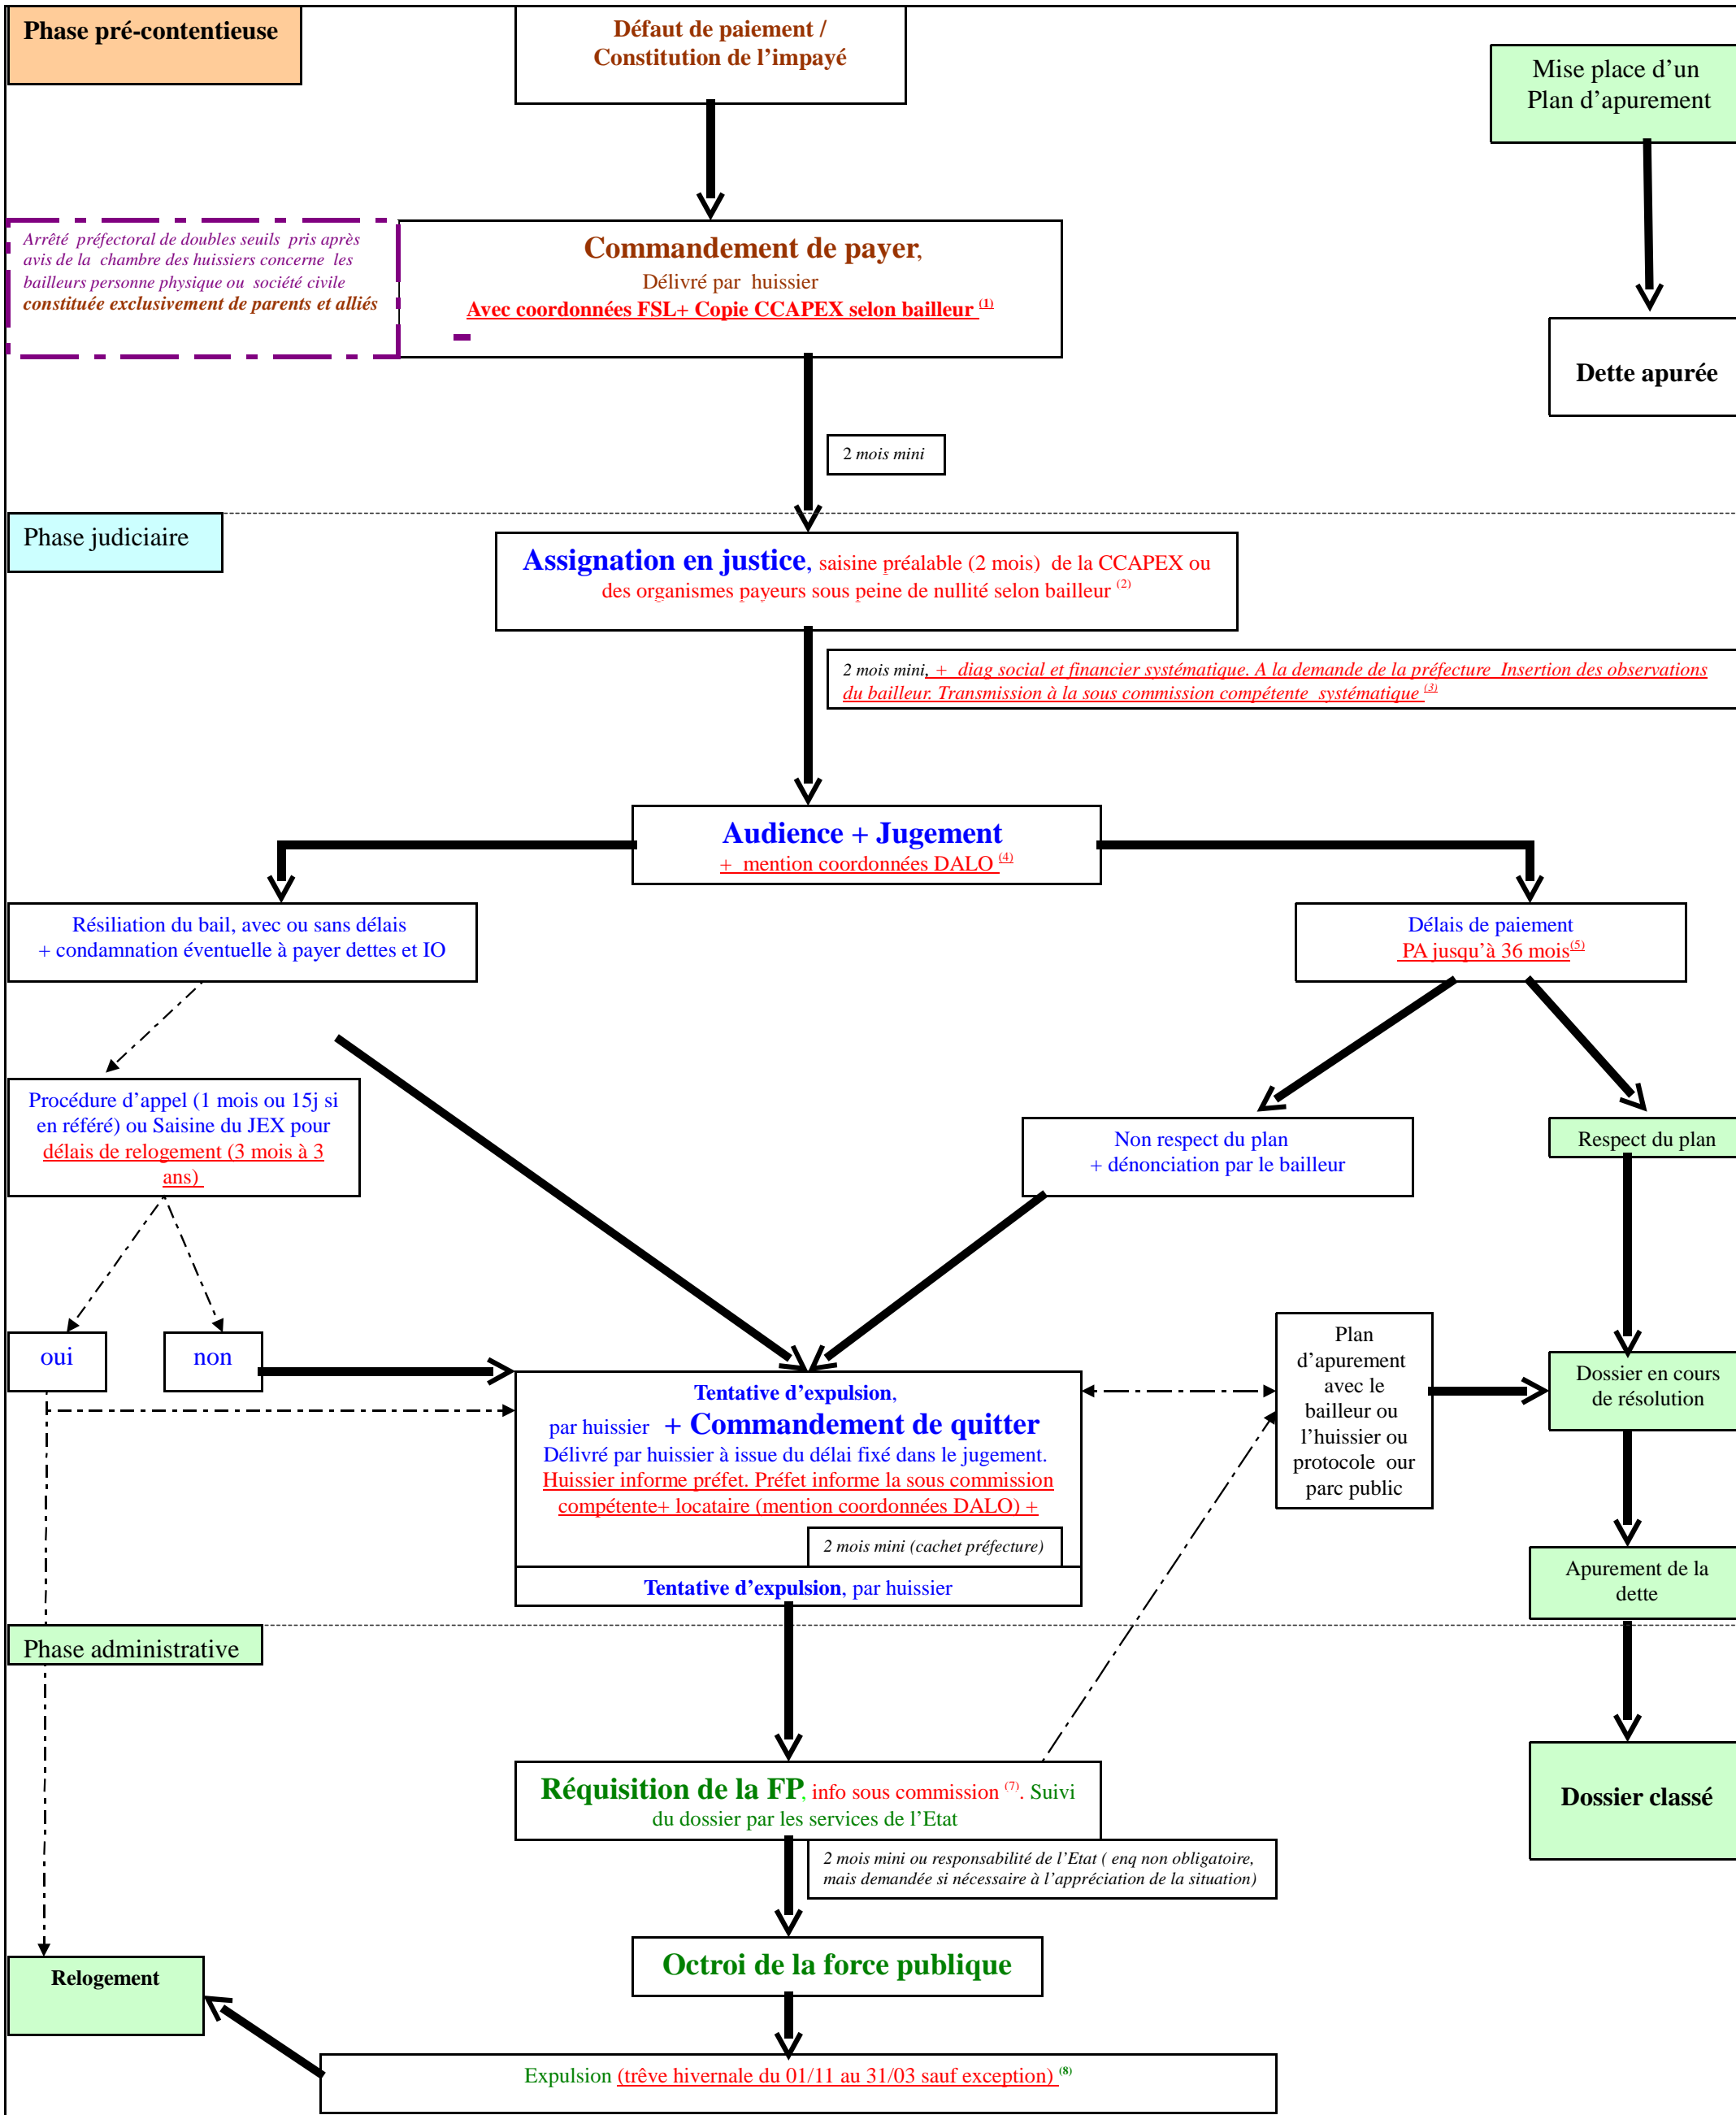 Phase pré-contentieuse
Défaut de paiement /
Constitution de l'impayé
Mise place d'un
Plan d'apurement
Arrêté préfectoral de doubles seuils pris après
avis de la chambre des huissiers concerne les
bailleurs personne physique ou société civile
constituée exclusivement de parents et alliés
Commandement de payer,
Délivré par huissier
Avec coordonnées FSL+ Copie CCAPEX selon bailleur (1)
Dette apurée
2 mois mini
Phase judiciaire
Assignation en justice, saisine préalable (2 mois) de la CCAPEX ou
des organismes payeurs sous peine de nullité selon bailleur (2)
2 mois mini, + diag social et financier systématique. A la demande de la préfecture Insertion des observations
du bailleur. Transmission à la sous commission compétente systématique (3)
Audience + Jugement
+ mention coordonnées DALO (4)
Résiliation du bail, avec ou sans délais
+ condamnation éventuelle à payer dettes et IO
Délais de paiement
PA jusqu'à 36 mois(5)
Procédure d'appel (1 mois ou 15j si
en référé) ou Saisine du JEX pour
délais de relogement (3 mois à 3
ans)
Non respect du plan
+ dénonciation par le bailleur
Respect du plan
oui
non
Plan
d'apurement
avec le
bailleur ou
l'huissier ou
protocole our
parc public
Dossier en cours
de résolution
Tentative d'expulsion,
par huissier + Commandement de quitter
Délivré par huissier à issue du délai fixé dans le jugement.
Huissier informe préfet. Préfet informe la sous commission
compétente+ locataire (mention coordonnées DALO) +
2 mois mini (cachet préfecture)
Tentative d'expulsion, par huissier
Apurement de la
dette
Phase administrative
Réquisition de la FP, info sous commission (7). Suivi
du dossier par les services de l'Etat
Dossier classé
2 mois mini ou responsabilité de l'Etat ( enq non obligatoire,
mais demandée si nécessaire à l'appréciation de la situation)
Octroi de la force publique
Relogement
Expulsion (trêve hivernale du 01/11 au 31/03 sauf exception) (8)